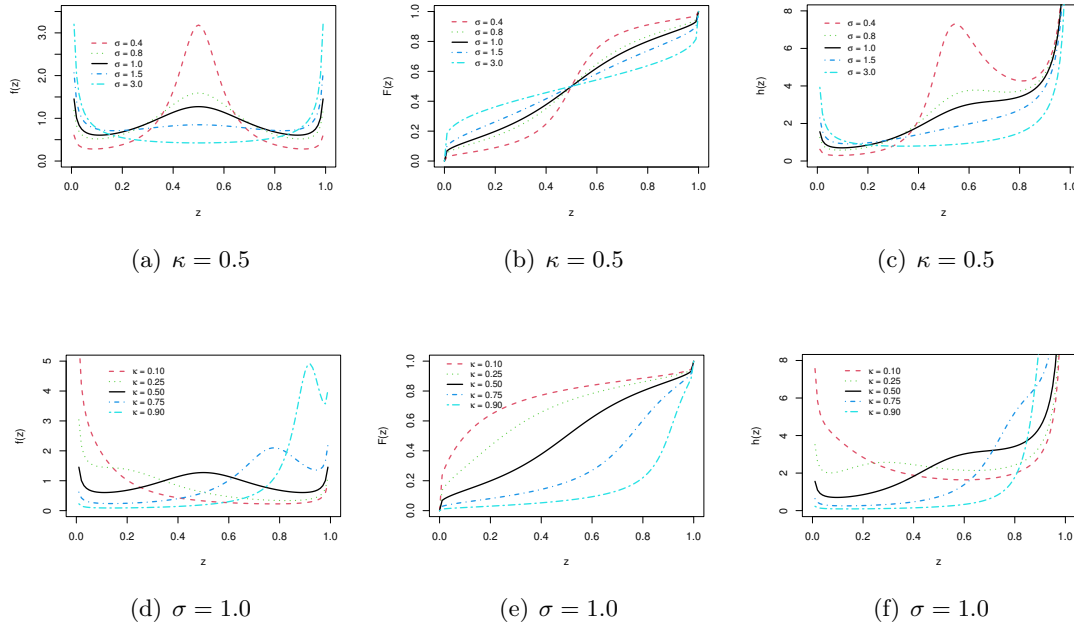 f(z)
0.0 1.0 2.0 3.0
σ = 0.4
σ = 0.8
σ = 1.0
σ = 1.5
σ = 3.0
0.0 0.2 0.4 0.6 0.8 1.0
z
(a) κ = 0.5
F(z)
0.0 0.2 0.4 0.6 0.8 1.0
σ = 0.4
σ = 0.8
σ = 1.0
σ = 1.5
σ = 3.0
0.0 0.2 0.4 0.6 0.8 1.0
z
(b) κ = 0.5
h(z)
0 2 4 6 8
σ = 0.4
σ = 0.8
σ = 1.0
σ = 1.5
σ = 3.0
0.0 0.2 0.4 0.6 0.8 1.0
z
(c) κ = 0.5
f(z)
0 1 2 3 4 5
κ = 0.10
κ = 0.25
κ = 0.50
κ = 0.75
κ = 0.90
0.0 0.2 0.4 0.6 0.8 1.0
z
(d) σ = 1.0
F(z)
0.0 0.2 0.4 0.6 0.8 1.0
κ = 0.10
κ = 0.25
κ = 0.50
κ = 0.75
κ = 0.90
0.0 0.2 0.4 0.6 0.8 1.0
z
(e) σ = 1.0
h(z)
0 2 4 6 8
κ = 0.10
κ = 0.25
κ = 0.50
κ = 0.75
κ = 0.90
0.0 0.2 0.4 0.6 0.8 1.0
z
(f) σ = 1.0